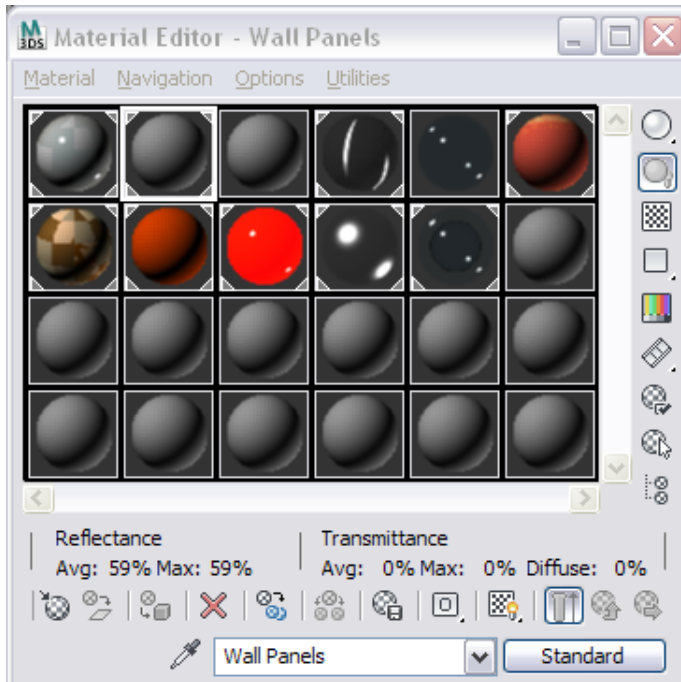 M
3DS
Material Editor - Wall Panels
Material Navigation Options Utilities
Reflectance
Avg: 59% Max: 59%
Transmittance
Avg: 0% Max: 0% Diffuse: 0%
Wall Panels
Standard